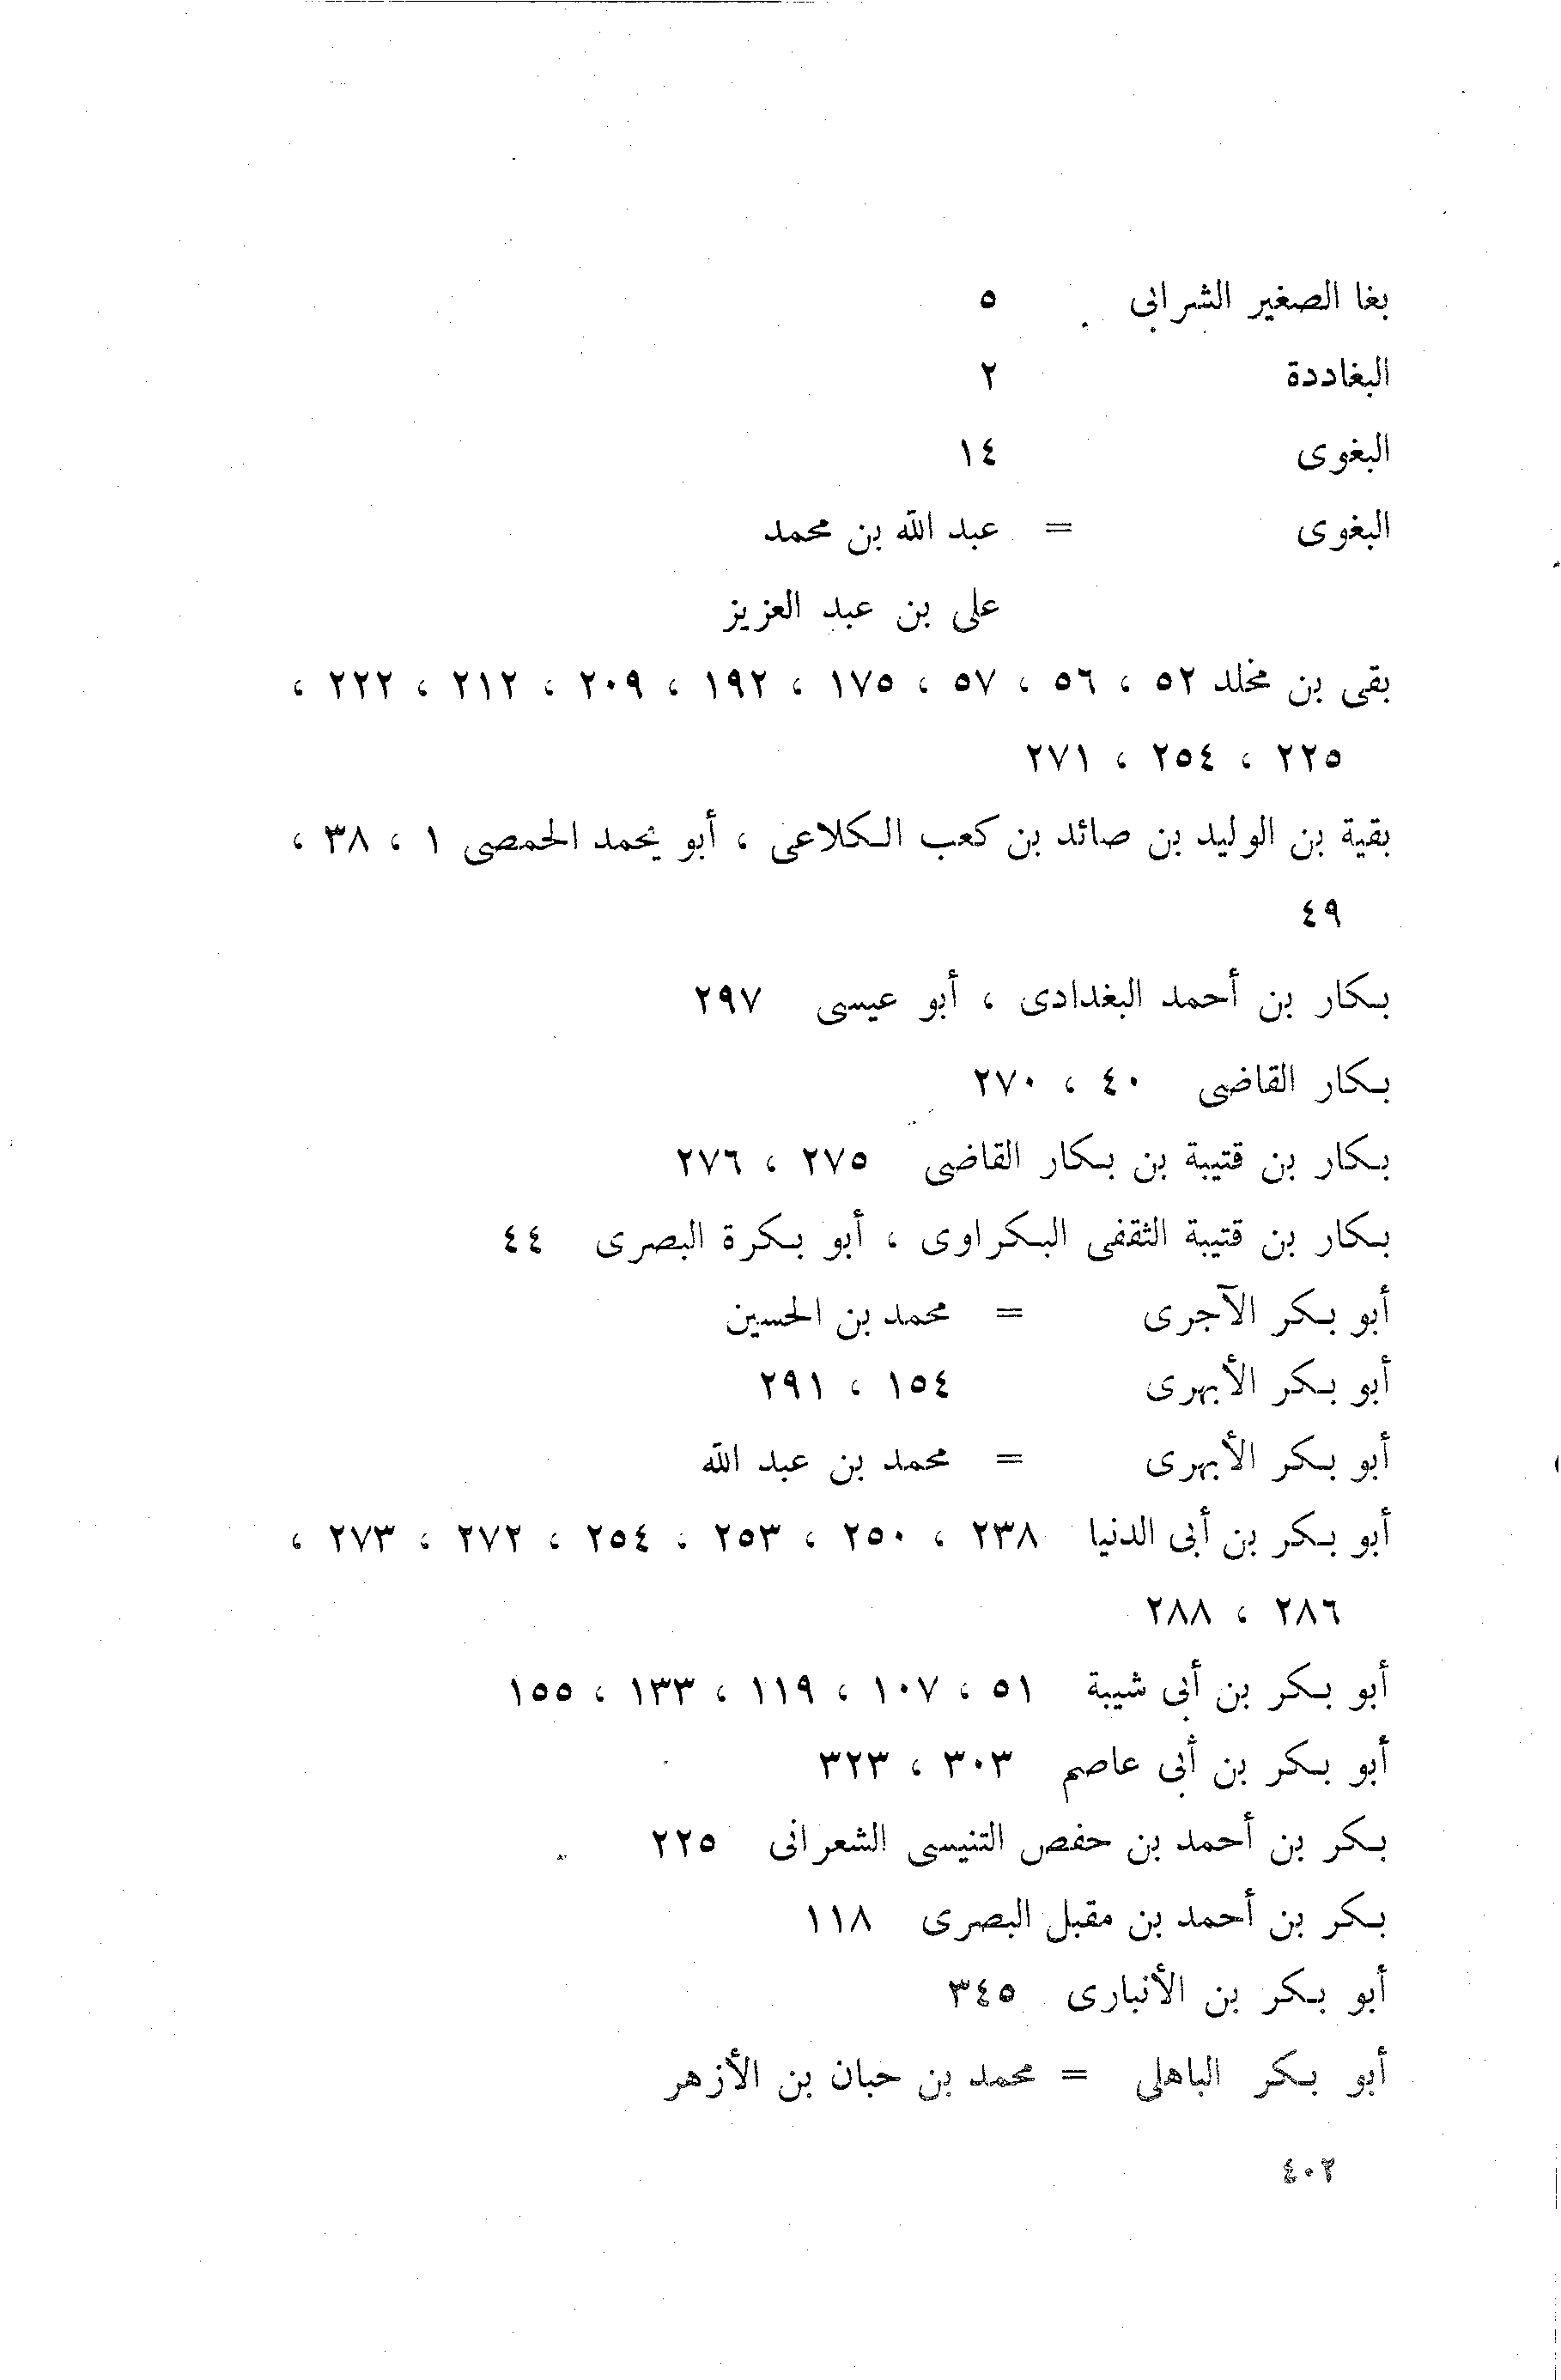 بغا الصغير الشرابى ٥
البغاددة ٢
البغوى ١٤
البغوى = عبد الله بن محمد
على بن عبد العزيز
بقى بن مخلد ٥٢ ، ٥٦ ، ٥٧ ، ١٧٥ ، ١٩٢ ، ٢٠٩ ، ٢١٢ ، ٢٢٢ ،
٢٢٥ ، ٢٥٤ ، ٢٧١
بقية بن الوليد بن صائد بن كعب الكلاعى ، أبو يحمد الحمصى ١ ، ٣٨ ،
٤٩
بكار بن أحمد البغدادى ، أبو عيسى ٢٩٧
بكار القاضى ٤٠ ، ٢٧٠
بكار بن قتيبة بن بكار القاضى ٢٧٥ ، ٢٧٦
بكار بن قتيبة الثقفى البكراوى ، أبو بكرة البصرى ٤٤
أبو بكر الآجرى = محمد بن الحسين
أبو بكر الأبهرى ١٥٤ ، ٢٩١
أبو بكر الأبهرى = محمد بن عبد الله
أبو بكر بن أبى الدنيا ٢٣٨ ، ٢٥٠ ، ٢٥٣ ، ٢٥٤ ، ٢٧٢ ، ٢٧٣ ،
٢٨٦ ، ٢٨٨
أبو بكر بن أبى شيبة ٥١ ، ١٠٧ ، ١١٩ ، ١٣٣ ، ١٥٥
أبو بكر بن أبى عاصم ٣٠٣ ، ٣٢٣
بكر بن أحمد بن حفص التنيسى الشعرانى ٢٢٥
بكر بن أحمد بن مقبل البصرى ١١٨
أبو بكر بن الأنبارى ٣٤٥
أبو بكر الباهلى = محمد بن حبان بن الأزهر
٤٠٢